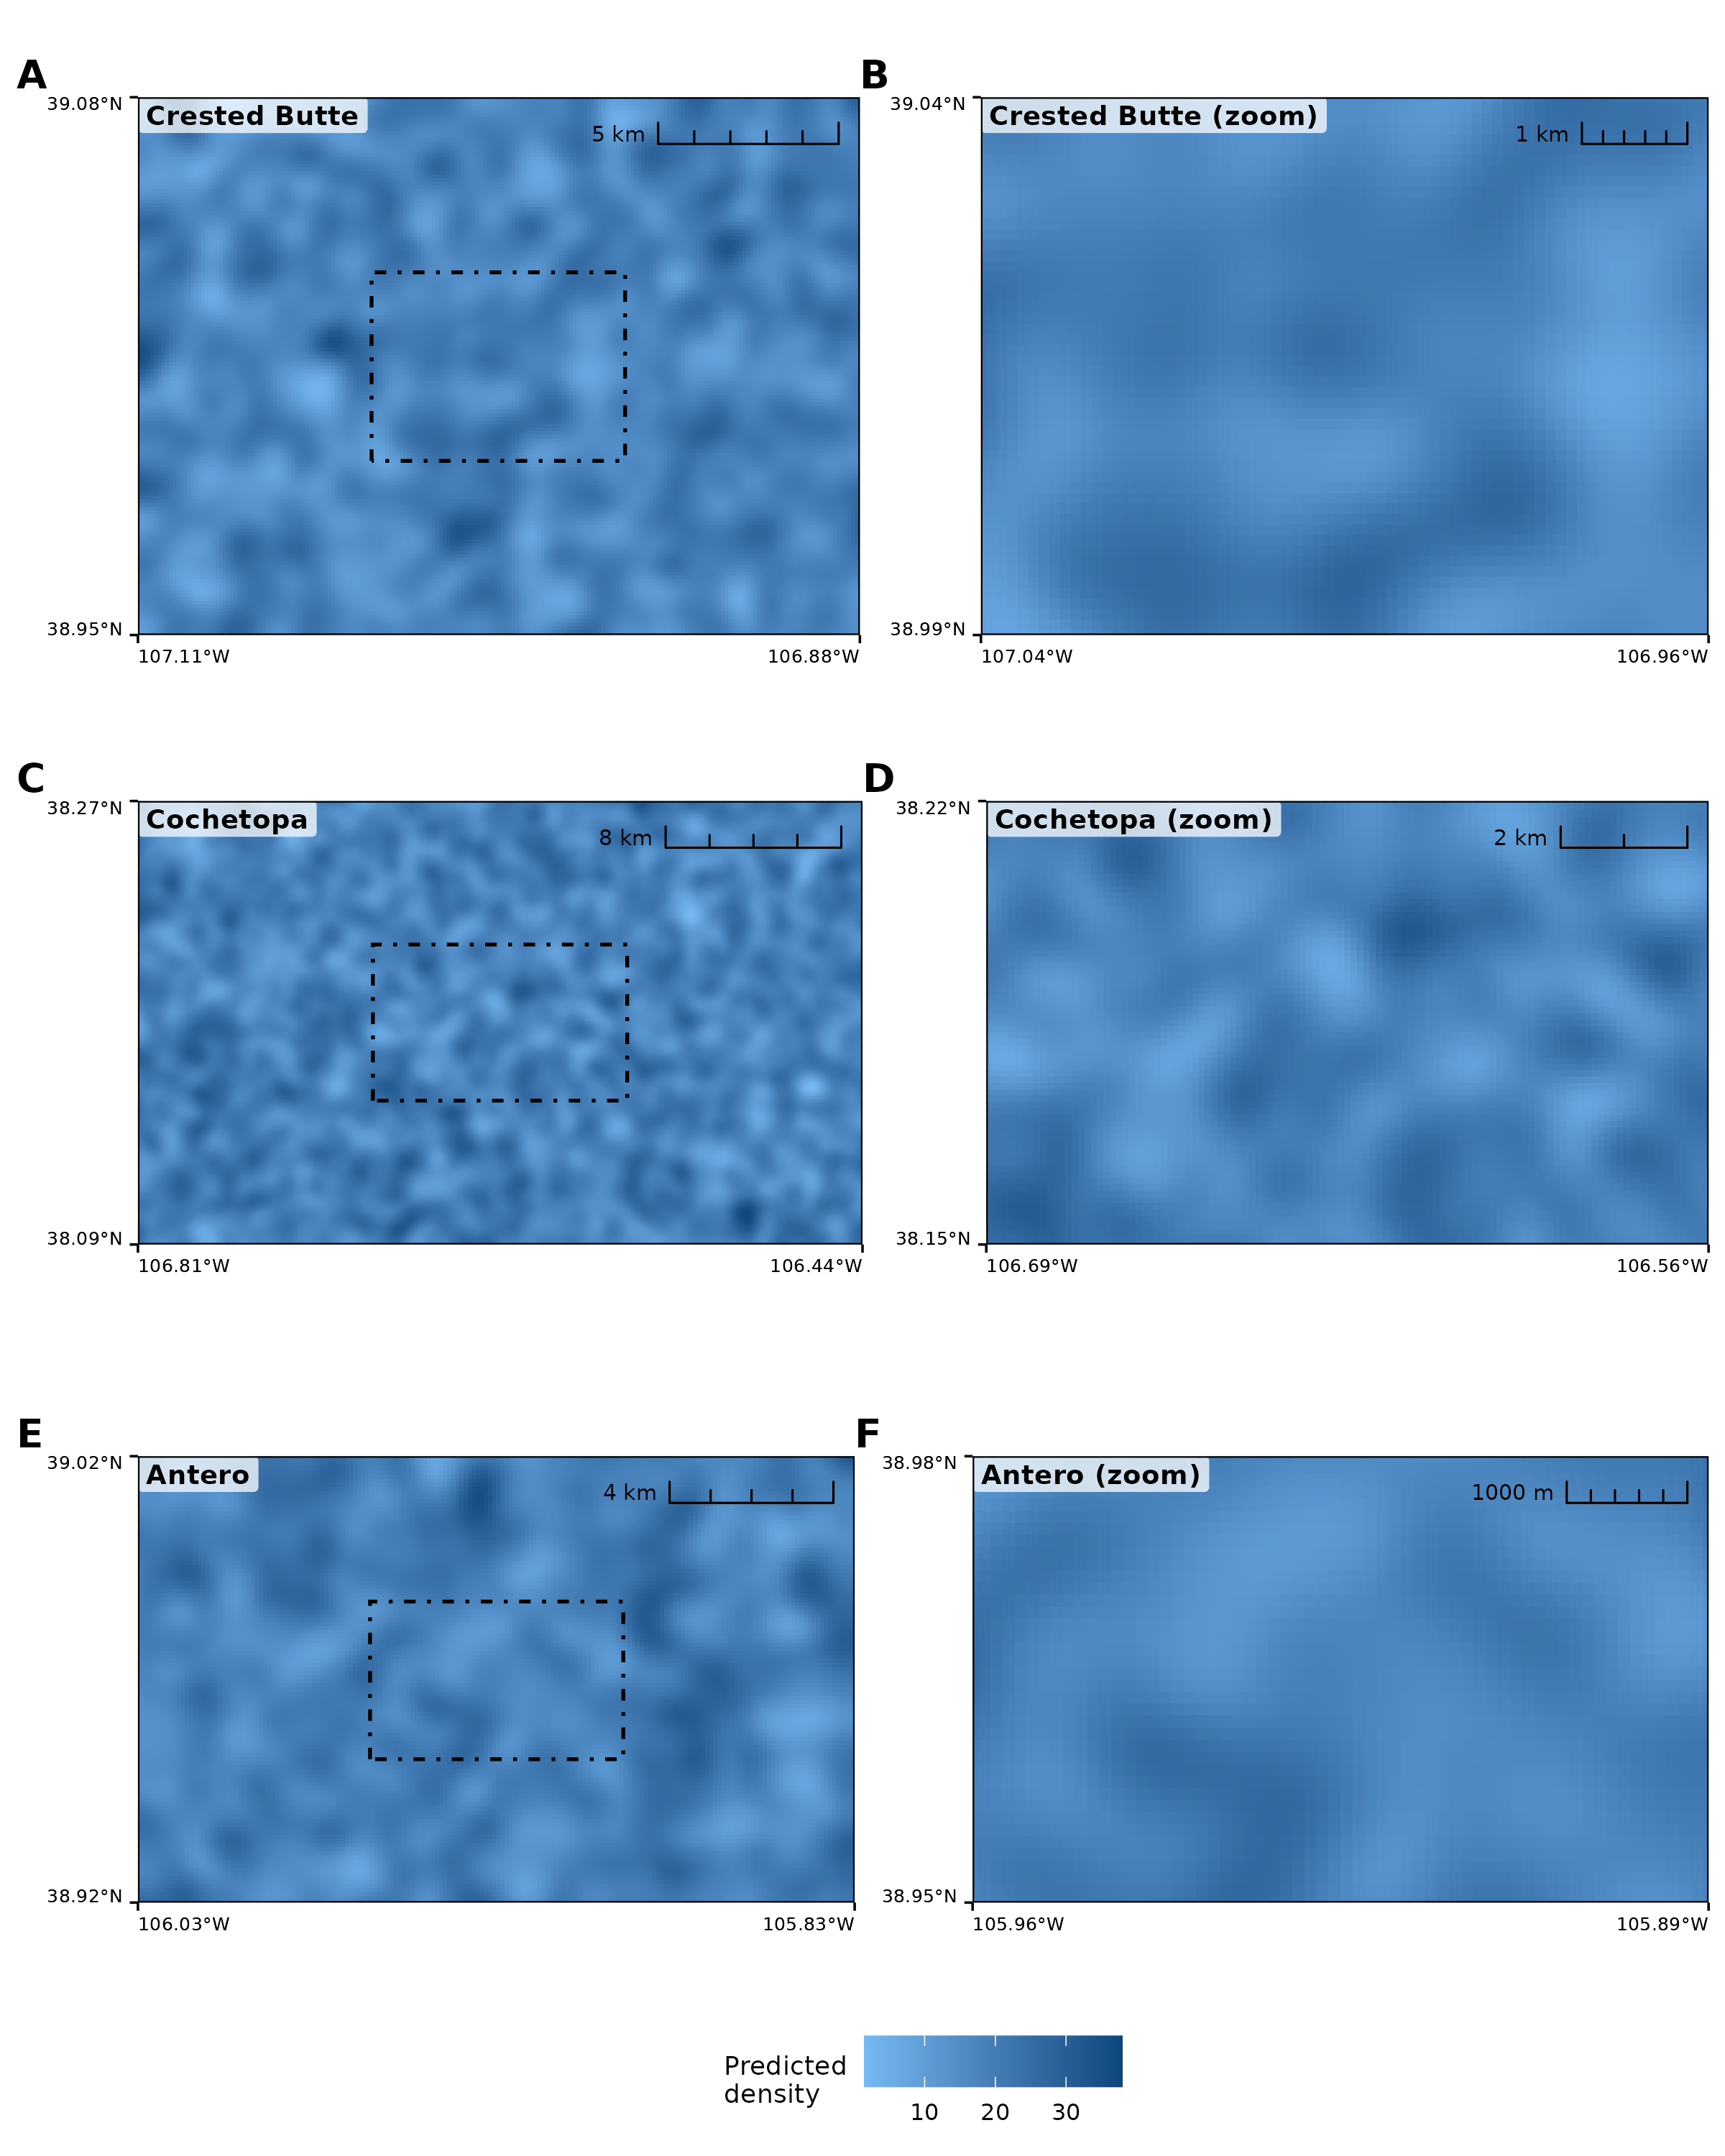 A
B
39.08°N
Crested Butte
5 km
38.95°N
107.11°W
106.88°W
39.04°N
Crested Butte (zoom)
1 km
38.99°N
107.04°W
106.96°W
C
D
38.27°N
Cochetopa
8 km
38.09°N
106.81°W
106.44°W
38.22°N
Cochetopa (zoom)
2 km
38.15°N
106.69°W
106.56°W
E
F
39.02°N
Antero
4 km
38.92°N
106.03°W
105.83°W
38.98°N
Antero (zoom)
1000 m
38.95°N
105.96°W
105.89°W
Predicted
density
10 20 30